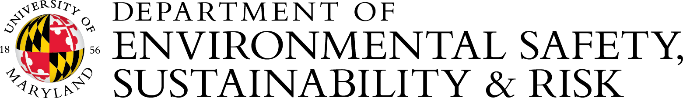 UNIVERSITY OF
18 56
MARYLAND
DEPARTMENT OF
ENVIRONMENTAL SAFETY,
SUSTAINABILITY & RISK